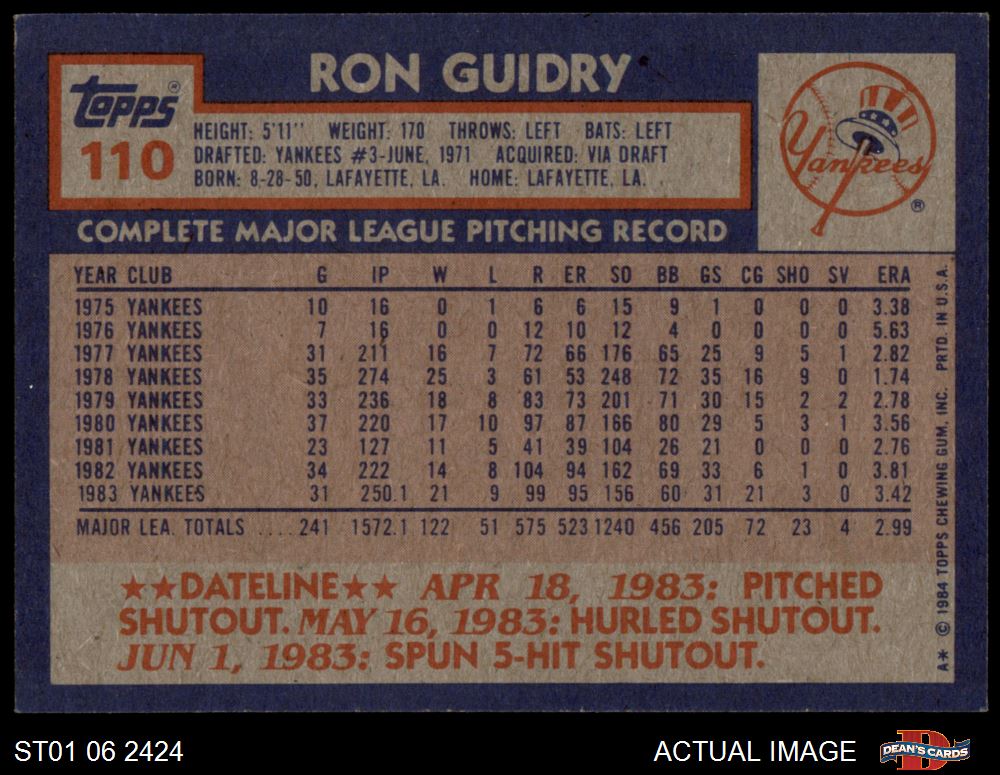 RON GUIDRY
Topps®
110
HEIGHT: 5'11'' WEIGHT: 170 THROWS: LEFT BATS: LEFT
DRAFTED: YANKEES #3-JUNE, 1971 ACQUIRED: VIA DRAFT
BORN: 8-28-50, LAFAYETTE, LA. HOME: LAFAYETTE, LA.
Yankees
®
COMPLETE MAJOR LEAGUE PITCHING RECORD
YEAR CLUB G IP W L R ER SO BB GS CG SHO SV ERA
1975 YANKEES 10 16 0 1 6 6 15 9 1 0 0 0 3.38
1976 YANKEES 7 16 0 0 12 10 12 4 0 0 0 0 5.63
1977 YANKEES 31 211 16 7 72 66 176 65 25 9 5 1 2.82
1978 YANKEES 35 274 25 3 61 53 248 72 35 16 9 0 1.74
1979 YANKEES 33 236 18 8 83 73 201 71 30 15 2 2 2.78
1980 YANKEES 37 220 17 10 97 87 166 80 29 5 3 1 3.56
1981 YANKEES 23 127 11 5 41 39 104 26 21 0 0 0 2.76
1982 YANKEES 34 222 14 8 104 94 162 69 33 6 1 0 3.81
1983 YANKEES 31 250.1 21 9 99 95 156 60 31 21 3 0 3.42
MAJOR LEA. TOTALS .... 241 1572.1 122 51 575 523 1240 456 205 72 23 4 2.99
★★DATELINE★★ APR 18, 1983: PITCHED
SHUTOUT. MAY 16, 1983: HURLED SHUTOUT.
JUN 1, 1983: SPUN 5-HIT SHUTOUT.
A* © 1984 TOPPS CHEWING GUM, INC. PRTD. IN U.S.A.
ST01 06 2424
ACTUAL IMAGE
D
DEAN'S CARDS